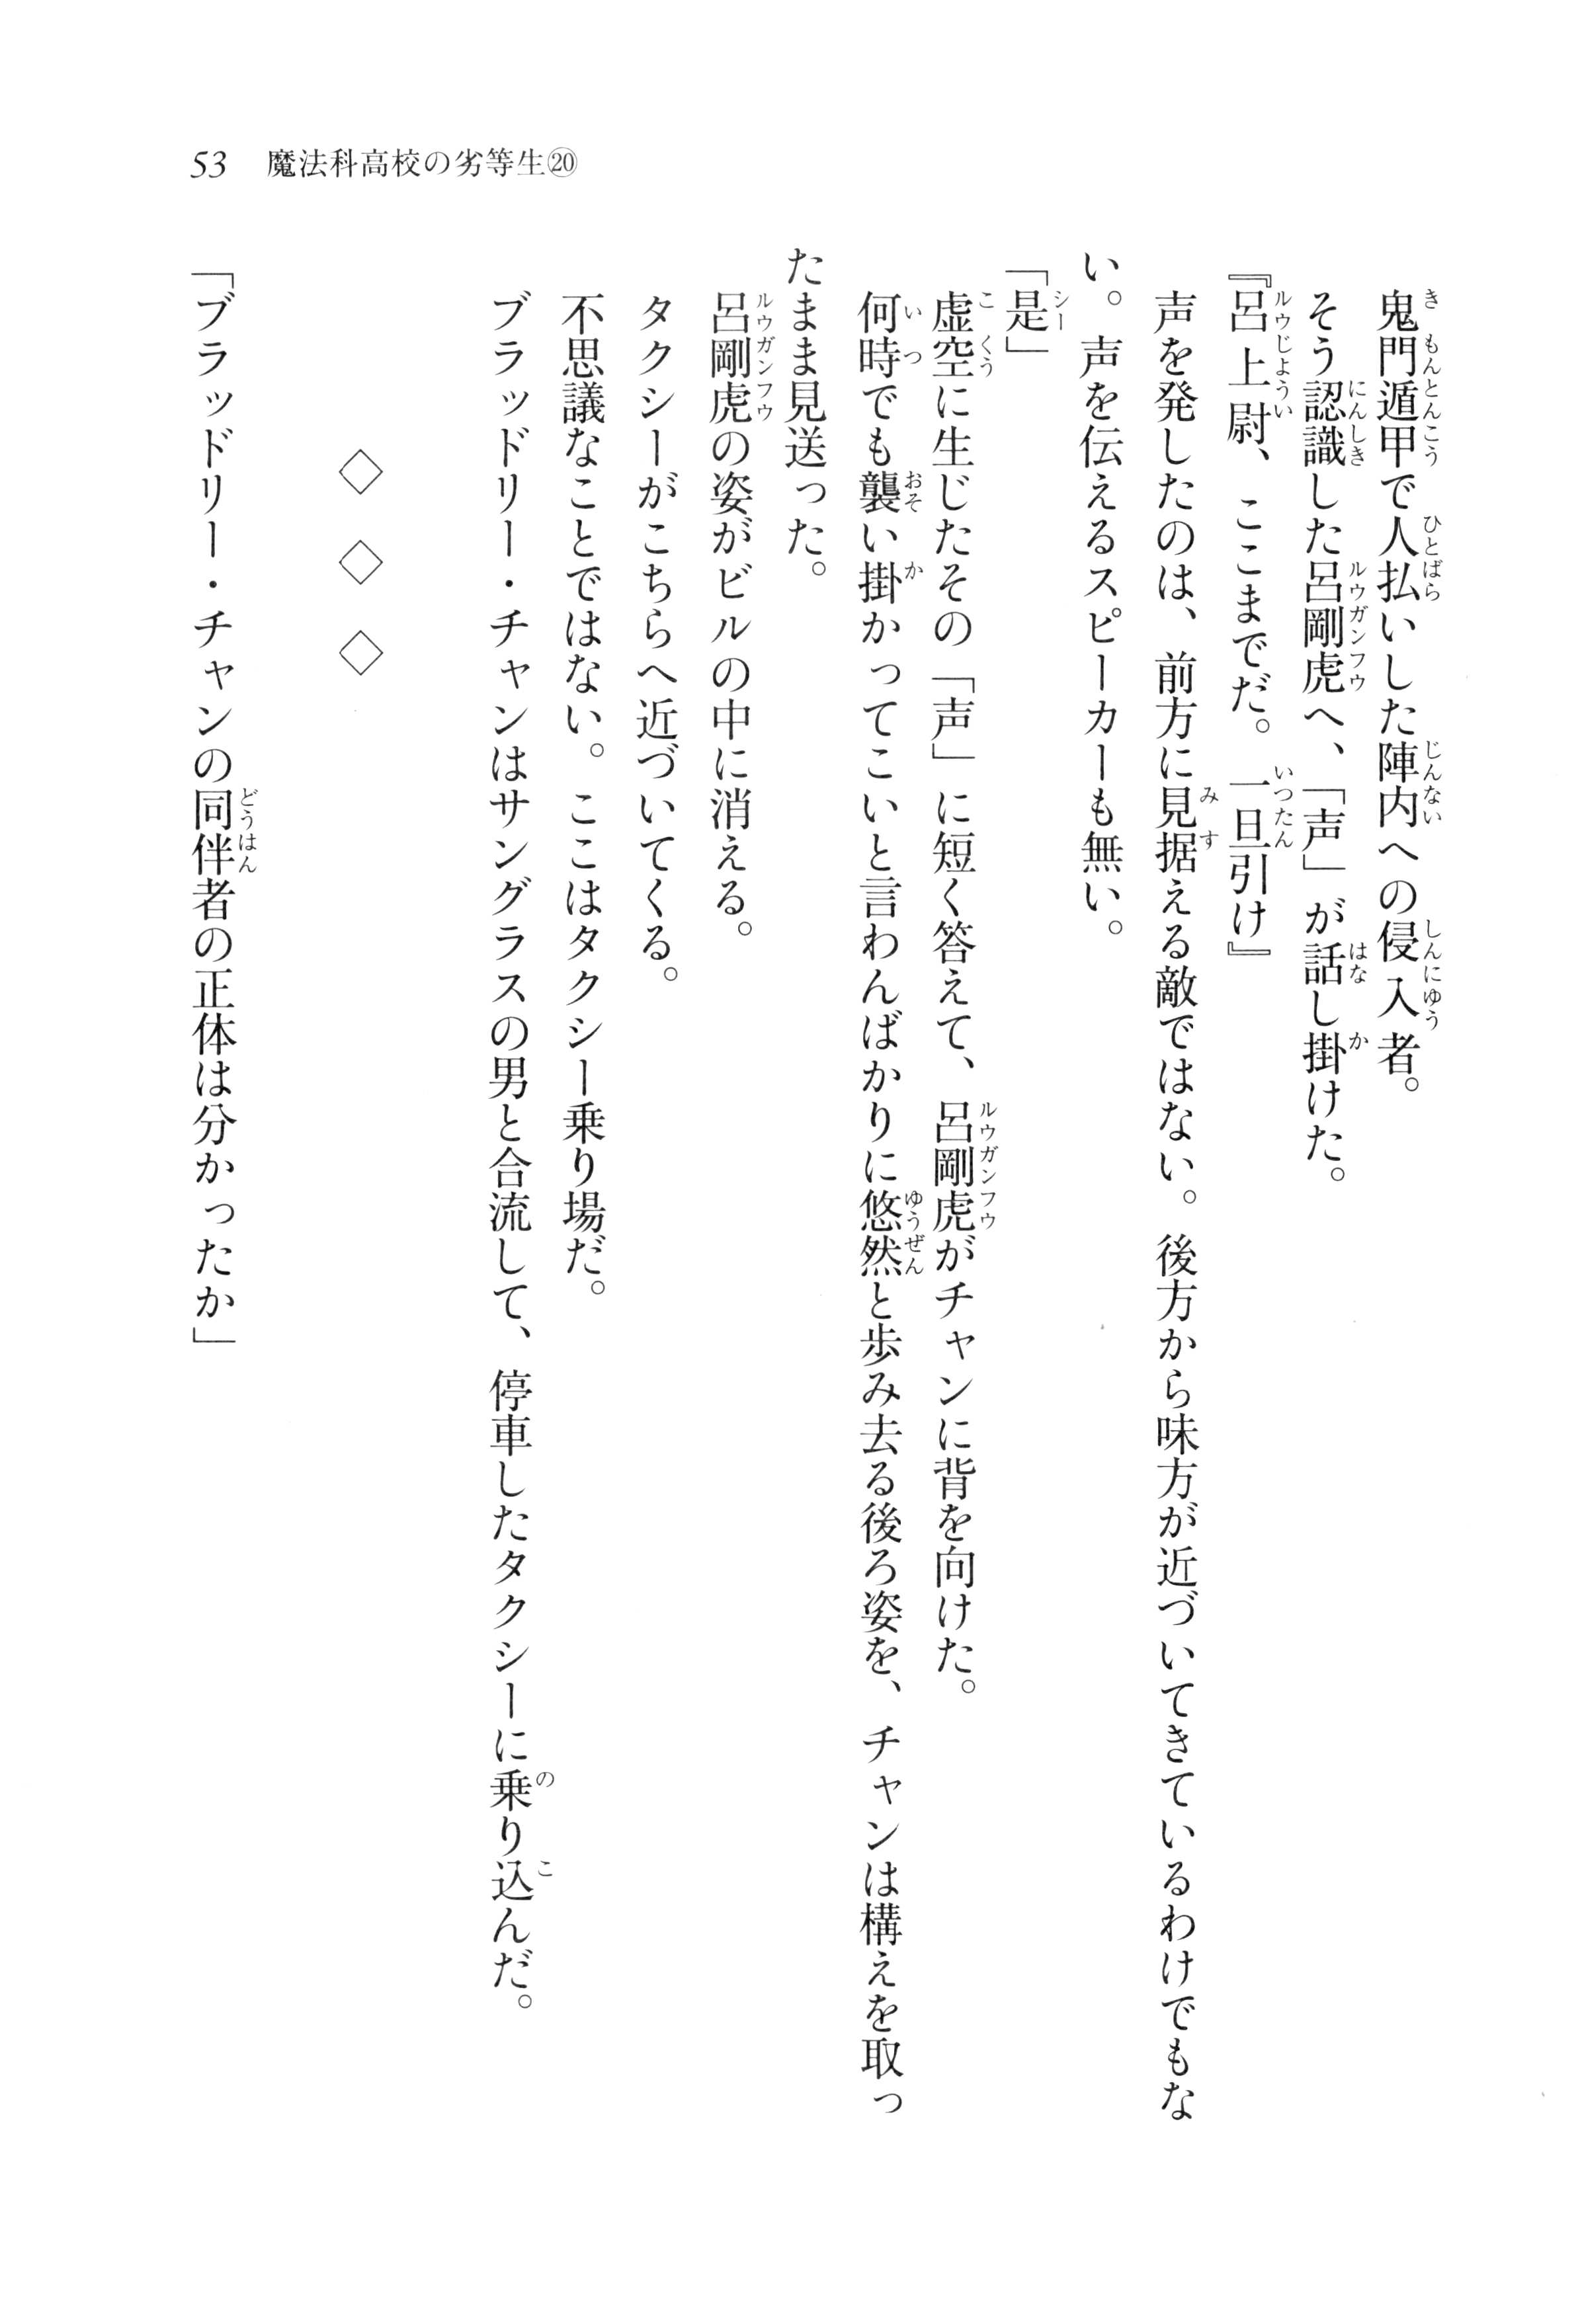 53 魔法科高校の劣等生⑳
鬼門遁甲で人払いした陣内への侵入者。
そう認識した呂剛虎へ、「声」が話し掛けた。
『呂上尉、ここまでだ。一旦引け』
声を発したのは、前方に見据える敵ではない。後方から味方が近づいてきているわけでもな
い。声を伝えるスピーカーも無い。
「是」
虚空に生じたその「声」に短く答えて、呂剛虎がチャンに背を向けた。
何時でも襲い掛かってこいと言わんばかりに悠然と歩み去る後ろ姿を、チャンは構えを取っ
たまま見送った。
呂剛虎の姿がビルの中に消える。
タクシーがこちらへ近づいてくる。
不思議なことではない。ここはタクシー乗り場だ。
ブラッドリー・チャンはサングラスの男と合流して、停車したタクシーに乗り込んだ。
◇ ◇ ◇
「ブラッドリー・チャンの同伴者の正体は分かったか」